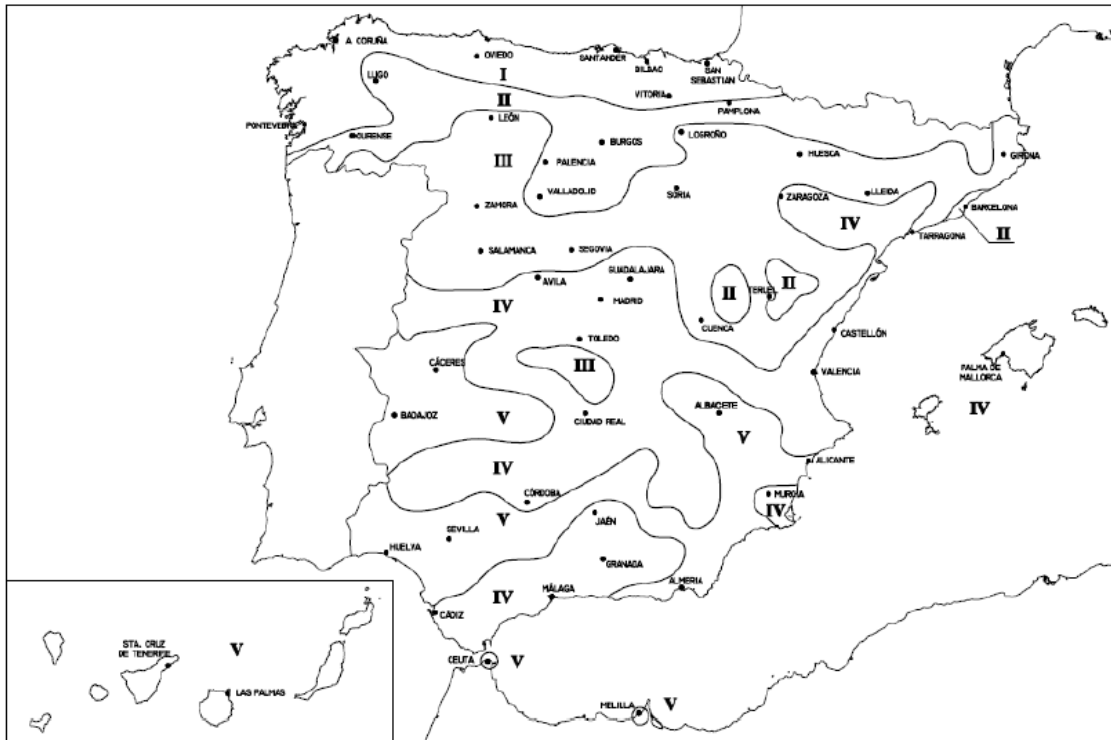 A CORUÑA
OVIEDO
SANTANDER
BILBAO
SAN
SEBASTIAN
LUGO
I
VITORIA
II
PAMPLONA
PONTEVEDRA
OURENSE
LEÓN
LOGROÑO
BURGOS
HUESCA
GIRONA
III
PALENCIA
VALLADOLID
SORIA
ZARAGOZA
LLEIDA
BARCELONA
ZAMORA
IV
TARRAGONA
II
SALAMANCA
SEGOVIA
AVILA
GUADALAJARA
II
TERUEL
II
IV
MADRID
CUENCA
CASTELLÓN
TOLEDO
CÁCERES
III
VALENCIA
PALMA DE
MALLORCA
IV
BADAJOZ
V
CIUDAD REAL
ALBACETE
V
IV
ALICANTE
CÓRDOBA
MURCIA
IV
V
JAÉN
SEVILLA
HUELVA
GRANADA
ALMERIA
IV
MÁLAGA
CÁDIZ
CEUTA
V
MELILLA
V
STA. CRUZ
DE TENERIFE
V
LAS PALMAS